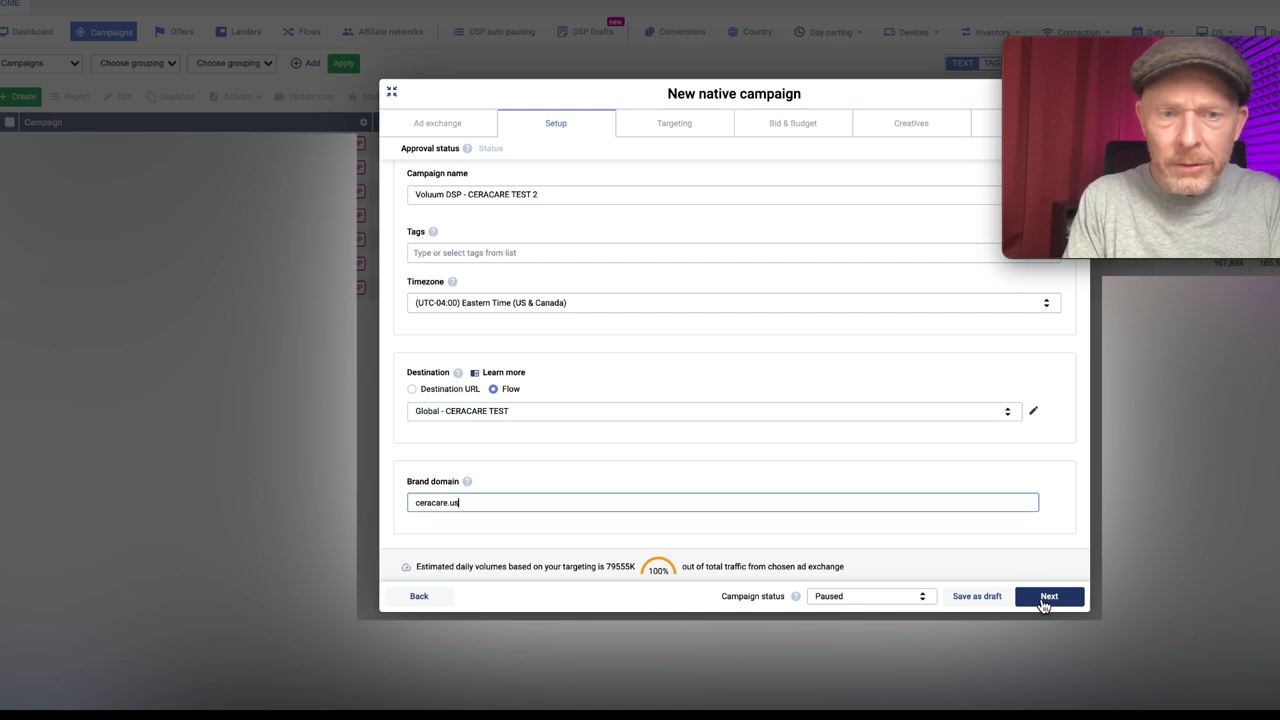 HOME
Dashboard Campaigns Offers Landers Flows Affiliate networks DSP auto pausing DSP Drafts new Conversions Country Day parting Devices Inventory Connection Date OS
Campaigns Choose grouping Choose grouping Add Apply TEXT
Create Report Edit Duplicate Actions Update cost
Campaign
New native campaign
Ad exchange Setup Targeting Bid & Budget Creatives
Approval status ? Status
Campaign name
Voluum DSP - CERACARE TEST 2
Tags ?
Type or select tags from list
Timezone ?
(UTC-04:00) Eastern Time (US & Canada)
Destination ? Learn more
Destination URL Flow
Global - CERACARE TEST
Brand domain ?
ceracare.us
Estimated daily volumes based on your targeting is 79555K 100% out of total traffic from chosen ad exchange
Back Campaign status ? Paused Save as draft Next